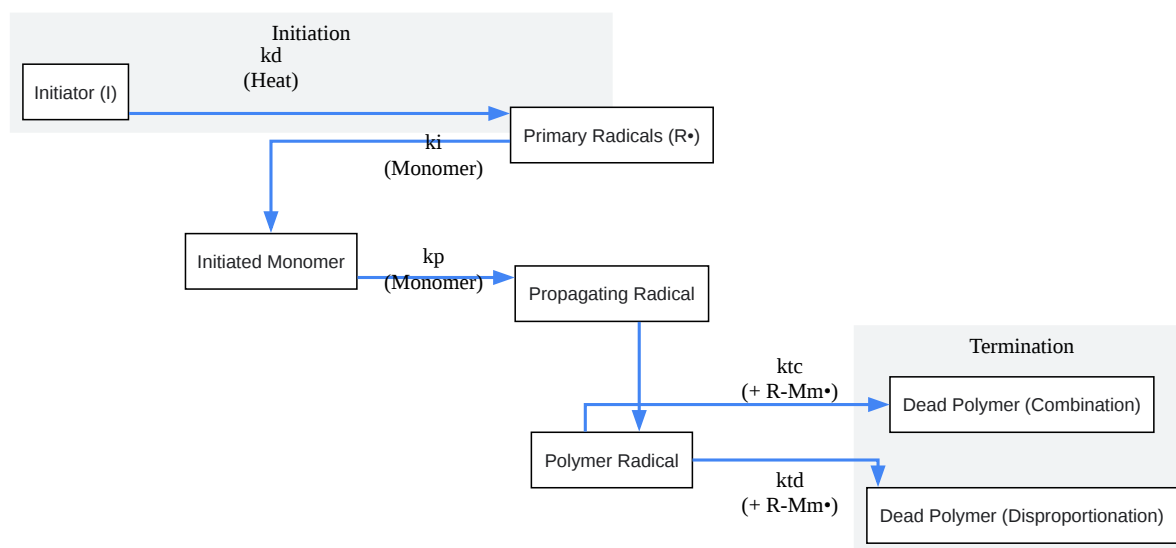 Initiation
kd
(Heat)
Initiator (I)
Primary Radicals (R•)
ki
(Monomer)
Initiated Monomer
kp
(Monomer)
Propagating Radical
Termination
ktc
(+ R-Mm•)
Dead Polymer (Combination)
Polymer Radical
ktd
(+ R-Mm•)
Dead Polymer (Disproportionation)